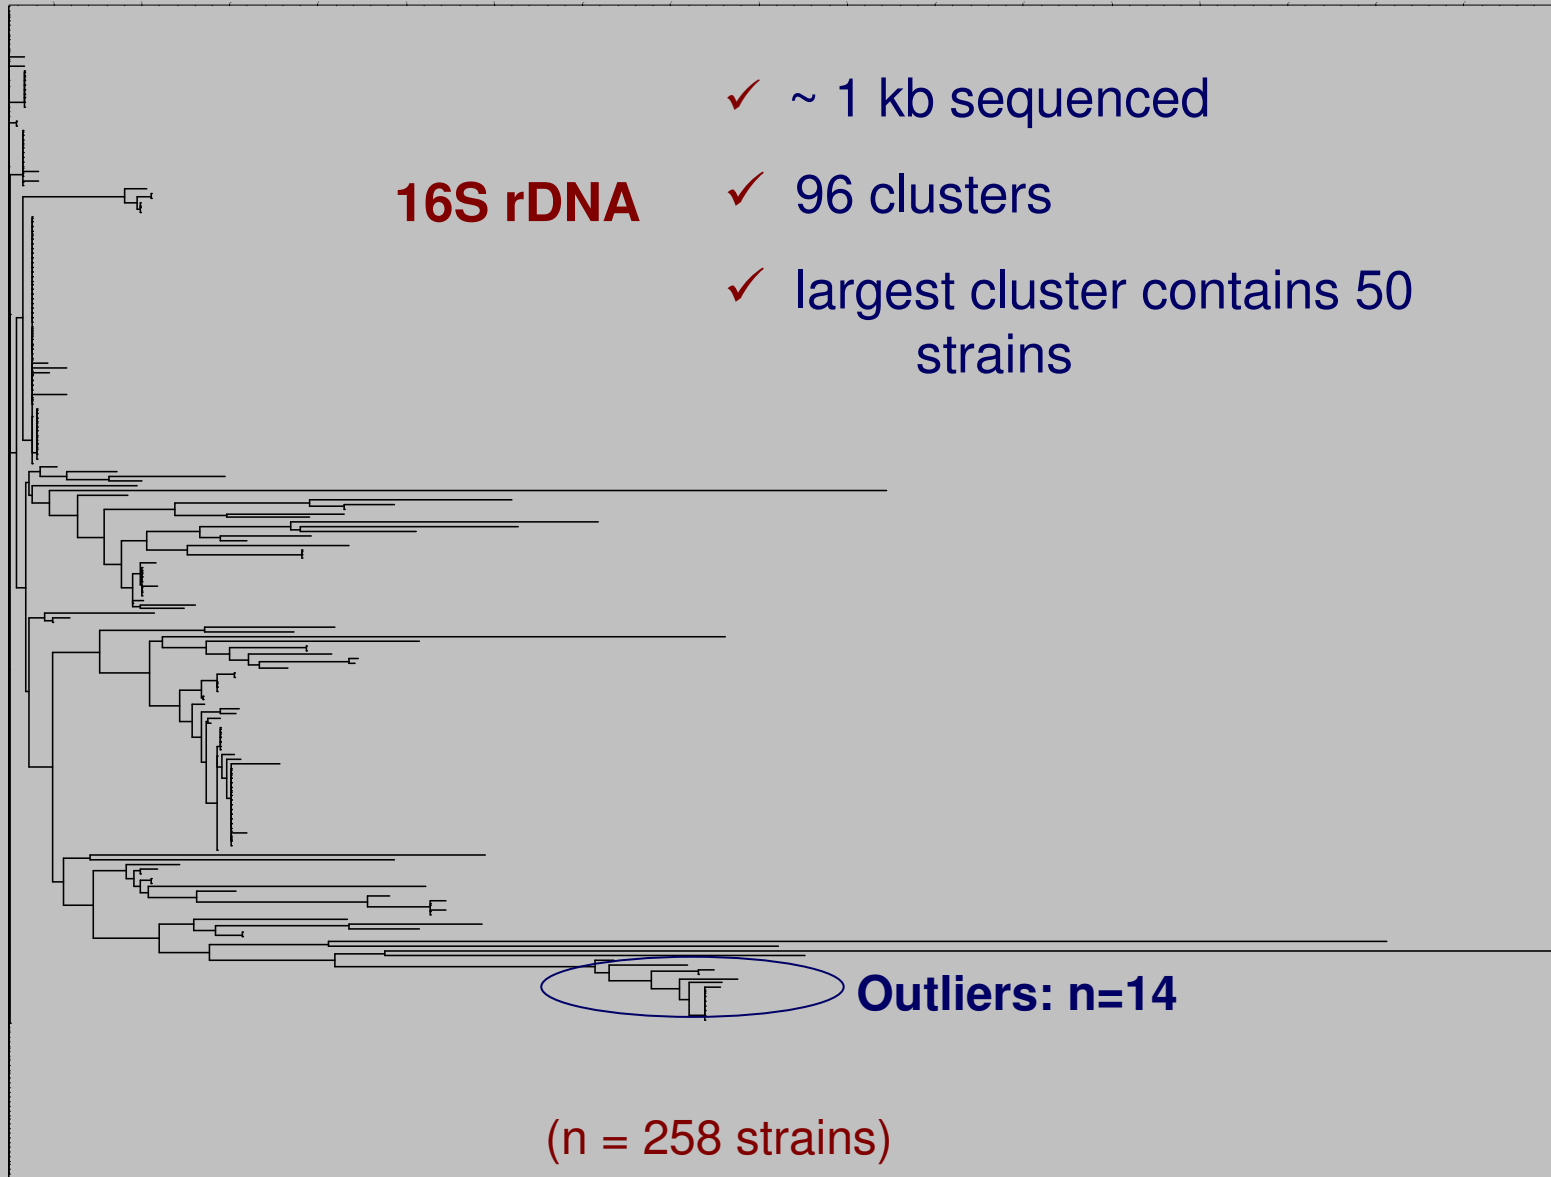 ✓ ~ 1 kb sequenced
16S rDNA
✓ 96 clusters
✓ largest cluster contains 50
strains
Outliers: n=14
(n = 258 strains)